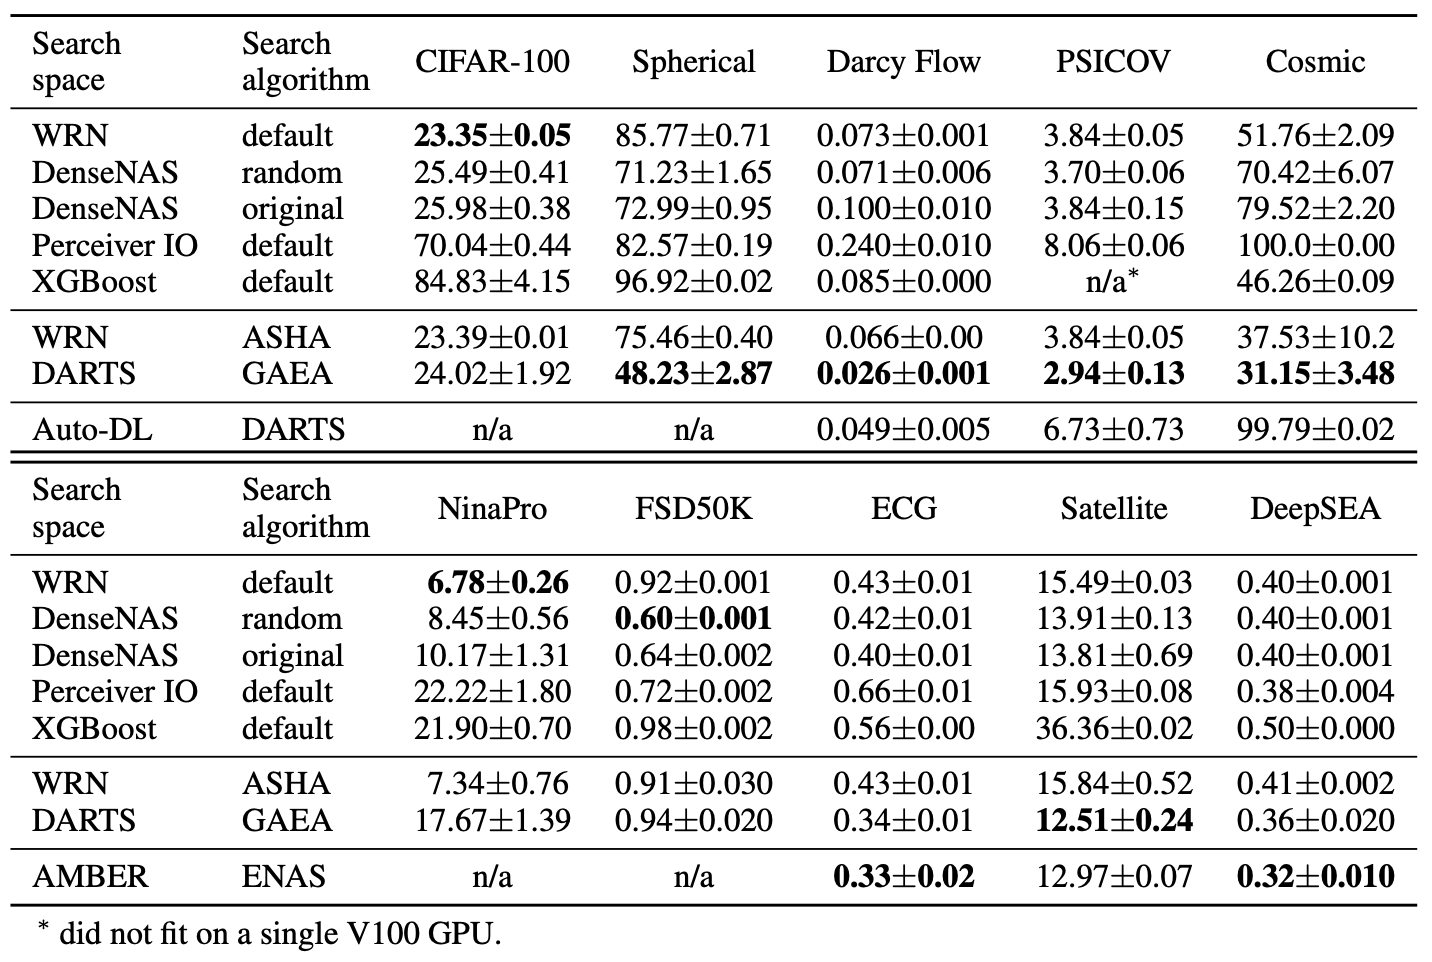 Search space Search algorithm CIFAR-100 Spherical Darcy Flow PSICOV Cosmic
WRN default 23.35±0.05 85.77±0.71 0.073±0.001 3.84±0.05 51.76±2.09
DenseNAS random 25.49±0.41 71.23±1.65 0.071±0.006 3.70±0.06 70.42±6.07
DenseNAS original 25.98±0.38 72.99±0.95 0.100±0.010 3.84±0.15 79.52±2.20
Perceiver IO default 70.04±0.44 82.57±0.19 0.240±0.010 8.06±0.06 100.0±0.00
XGBoost default 84.83±4.15 96.92±0.02 0.085±0.000 n/a* 46.26±0.09
WRN ASHA 23.39±0.01 75.46±0.40 0.066±0.00 3.84±0.05 37.53±10.2
DARTS GAEA 24.02±1.92 48.23±2.87 0.026±0.001 2.94±0.13 31.15±3.48
Auto-DL DARTS n/a n/a 0.049±0.005 6.73±0.73 99.79±0.02
Search space Search algorithm NinaPro FSD50K ECG Satellite DeepSEA
WRN default 6.78±0.26 0.92±0.001 0.43±0.01 15.49±0.03 0.40±0.001
DenseNAS random 8.45±0.56 0.60±0.001 0.42±0.01 13.91±0.13 0.40±0.001
DenseNAS original 10.17±1.31 0.64±0.002 0.40±0.01 13.81±0.69 0.40±0.001
Perceiver IO default 22.22±1.80 0.72±0.002 0.66±0.01 15.93±0.08 0.38±0.004
XGBoost default 21.90±0.70 0.98±0.002 0.56±0.00 36.36±0.02 0.50±0.000
WRN ASHA 7.34±0.76 0.91±0.030 0.43±0.01 15.84±0.52 0.41±0.002
DARTS GAEA 17.67±1.39 0.94±0.020 0.34±0.01 12.51±0.24 0.36±0.020
AMBER ENAS n/a n/a 0.33±0.02 12.97±0.07 0.32±0.010
* did not fit on a single V100 GPU.